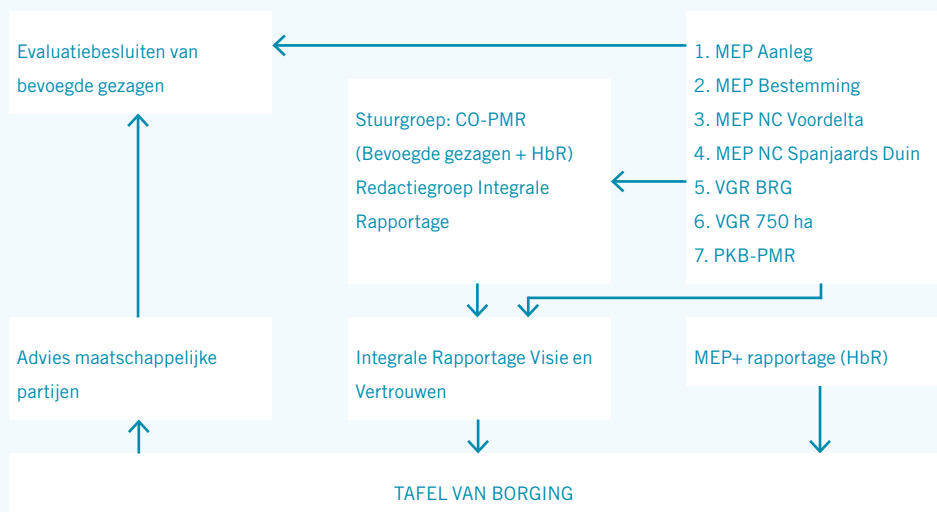 Evaluatiebesluiten van
bevoegde gezagen
Stuurgroep: CO-PMR
(Bevoegde gezagen + HbR)
Redactiegroep Integrale
Rapportage
1. MEP Aanleg
2. MEP Bestemming
3. MEP NC Voordelta
4. MEP NC Spanjaards Duin
5. VGR BRG
6. VGR 750 ha
7. PKB-PMR
Advies maatschappelijke
partijen
Integrale Rapportage Visie en
Vertrouwen
MEP+ rapportage (HbR)
TAFEL VAN BORGING